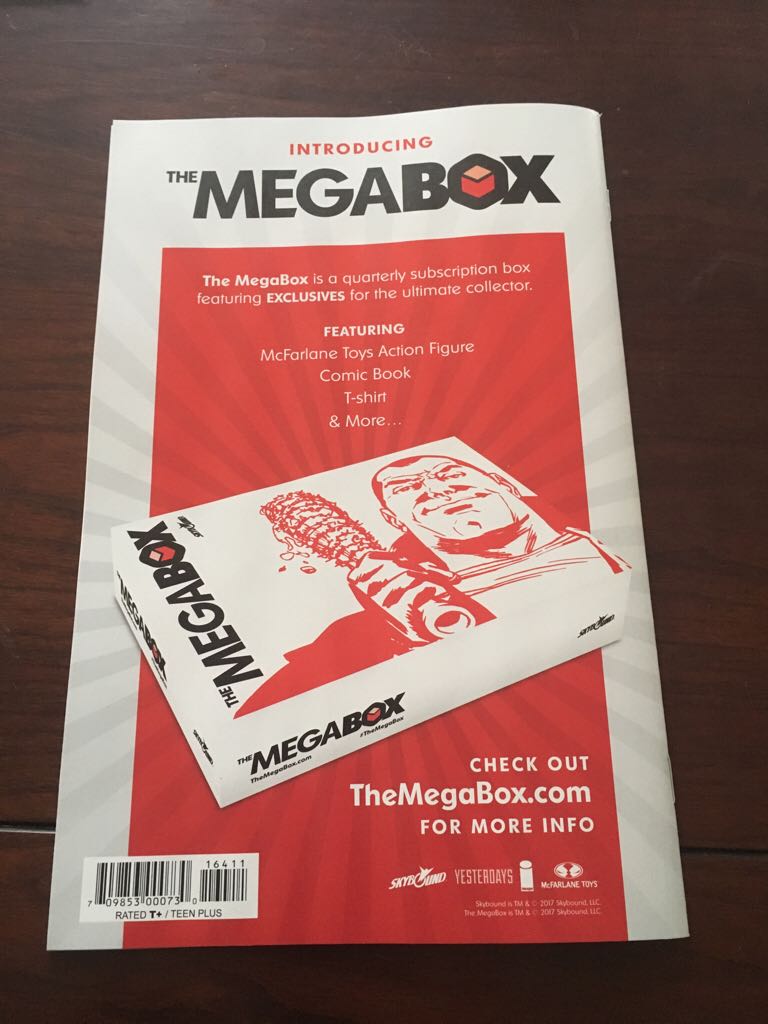 INTRODUCING
THE MEGABOX
The MegaBox is a quarterly subscription box
featuring EXCLUSIVES for the ultimate collector.
FEATURING
McFarlane Toys Action Figure
Comic Book
T-shirt
& More...
SKYBOUND
THE MEGABOX
THE MEGABOX
SKYBOUND
SKYBOUND
THE MEGABOX
TheMegaBox.com
#TheMegaBox
CHECK OUT
TheMegaBox.com
FOR MORE INFO
SKYBOUND YESTERDAYS i McFARLANE TOYS
Skybound is TM & © 2017 Skybound, LLC.
The MegaBox is TM & © 2017 Skybound, LLC.
16411
7 09853 00073 0
RATED T+ / TEEN PLUS